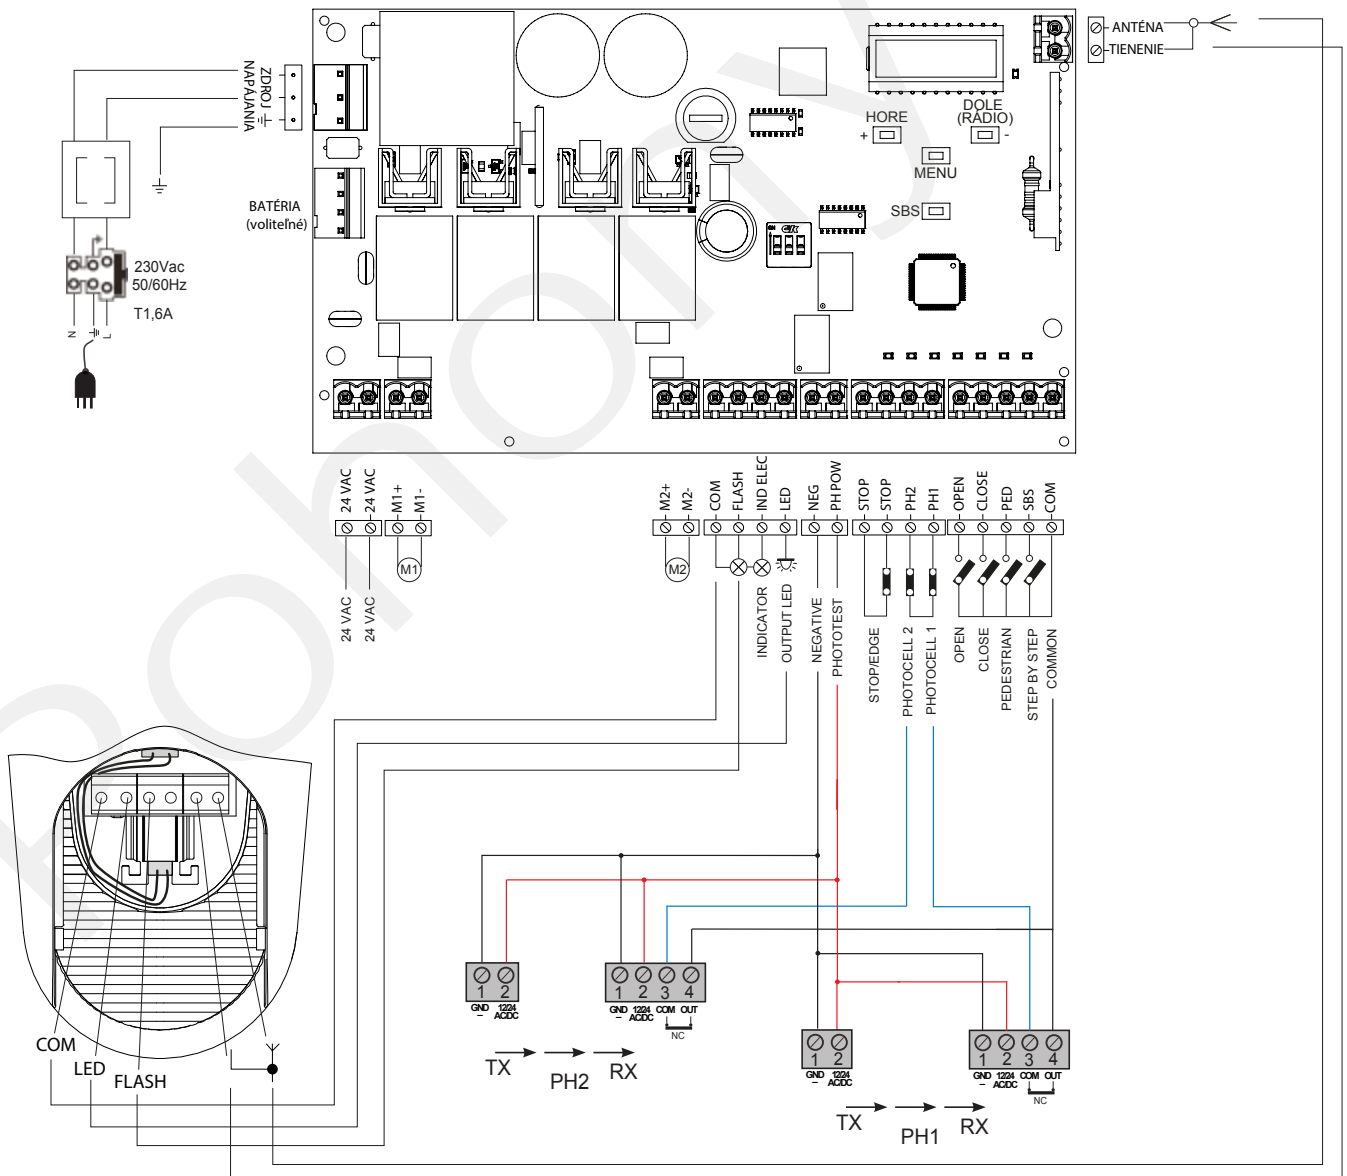 ANTÉNA
TIENENIE
ZDROJ
NAPÁJANIA
HORE
+
DOLE
(RÁDIO)
-
MENU
SBS
BATÉRIA
(voliteľné)
230Vac
50/60Hz
T1,6A
N
L
24 VAC
24 VAC
M1+
M1-
M2+
M2-
COM
FLASH
IND ELEC
LED
NEG
PH POW
STOP
STOP
PH2
PH1
OPEN
CLOSE
PED
SBS
COM
M1
M2
24 VAC
24 VAC
INDICATOR
OUTPUT LED
NEGATIVE
PHOTOTEST
STOP/EDGE
PHOTOCELL 2
PHOTOCELL 1
OPEN
CLOSE
PEDESTRIAN
STEP BY STEP
COMMON
1 2
GND 12/24
– AC/DC
1 2 3 4
GND 12/24 COM OUT
– AC/DC
NC
TX PH2 RX
1 2
GND 12/24
– AC/DC
1 2 3 4
GND 12/24 COM OUT
– AC/DC
NC
TX PH1 RX
COM
LED
FLASH
Pohony